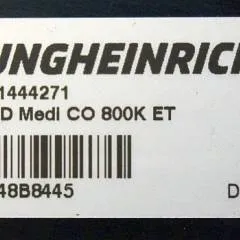 UNGHEINRICH
1444271
D Medi CO 800K ET
48B8445
D